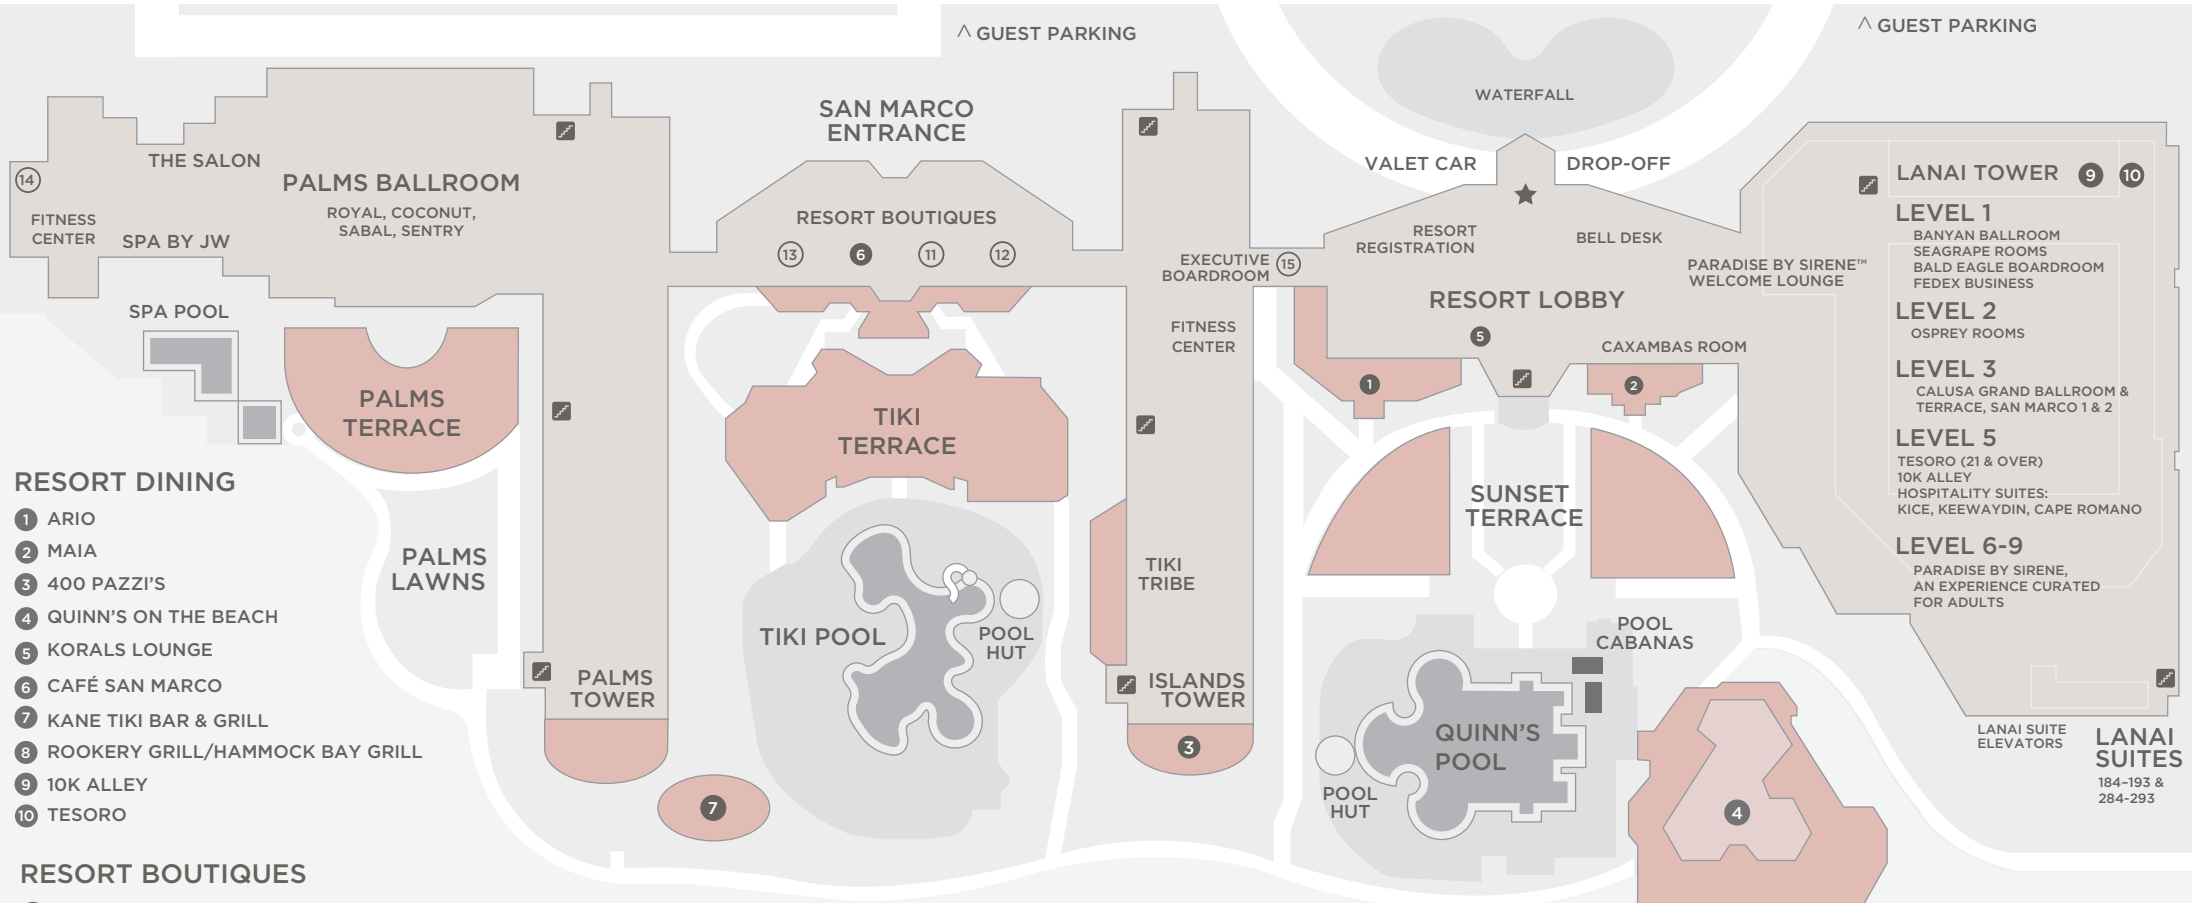 ^ GUEST PARKING
^ GUEST PARKING
WATERFALL
SAN MARCO
ENTRANCE
VALET CAR
DROP-OFF
THE SALON
14
FITNESS
CENTER
SPA BY JW
PALMS BALLROOM
ROYAL, COCONUT,
SABAL, SENTRY
RESORT BOUTIQUES
13
6
11
12
EXECUTIVE
BOARDROOM
15
RESORT
REGISTRATION
BELL DESK
PARADISE BY SIRENE™
WELCOME LOUNGE
RESORT LOBBY
5
CAXAMBAS ROOM
FITNESS
CENTER
1
2
LANAI TOWER
9
10
LEVEL 1
BANYAN BALLROOM
SEAGRAPE ROOMS
BALD EAGLE BOARDROOM
FEDEX BUSINESS
LEVEL 2
OSPREY ROOMS
LEVEL 3
CALUSA GRAND BALLROOM &
TERRACE, SAN MARCO 1 & 2
LEVEL 5
TESORO (21 & OVER)
10K ALLEY
HOSPITALITY SUITES:
KICE, KEEWAYDIN, CAPE ROMANO
LEVEL 6-9
PARADISE BY SIRENE,
AN EXPERIENCE CURATED
FOR ADULTS
SPA POOL
PALMS
TERRACE
TIKI
TERRACE
SUNSET
TERRACE
PALMS
LAWNS
TIKI
TRIBE
TIKI POOL
POOL
HUT
POOL
CABANAS
PALMS
TOWER
ISLANDS
TOWER
3
7
QUINN'S
POOL
POOL
HUT
4
LANAI SUITE
ELEVATORS
LANAI
SUITES
184–193 &
284-293
RESORT DINING
1 ARIO
2 MAIA
3 400 PAZZI'S
4 QUINN'S ON THE BEACH
5 KORALS LOUNGE
6 CAFÉ SAN MARCO
7 KANE TIKI BAR & GRILL
8 ROOKERY GRILL/HAMMOCK BAY GRILL
9 10K ALLEY
10 TESORO
RESORT BOUTIQUES